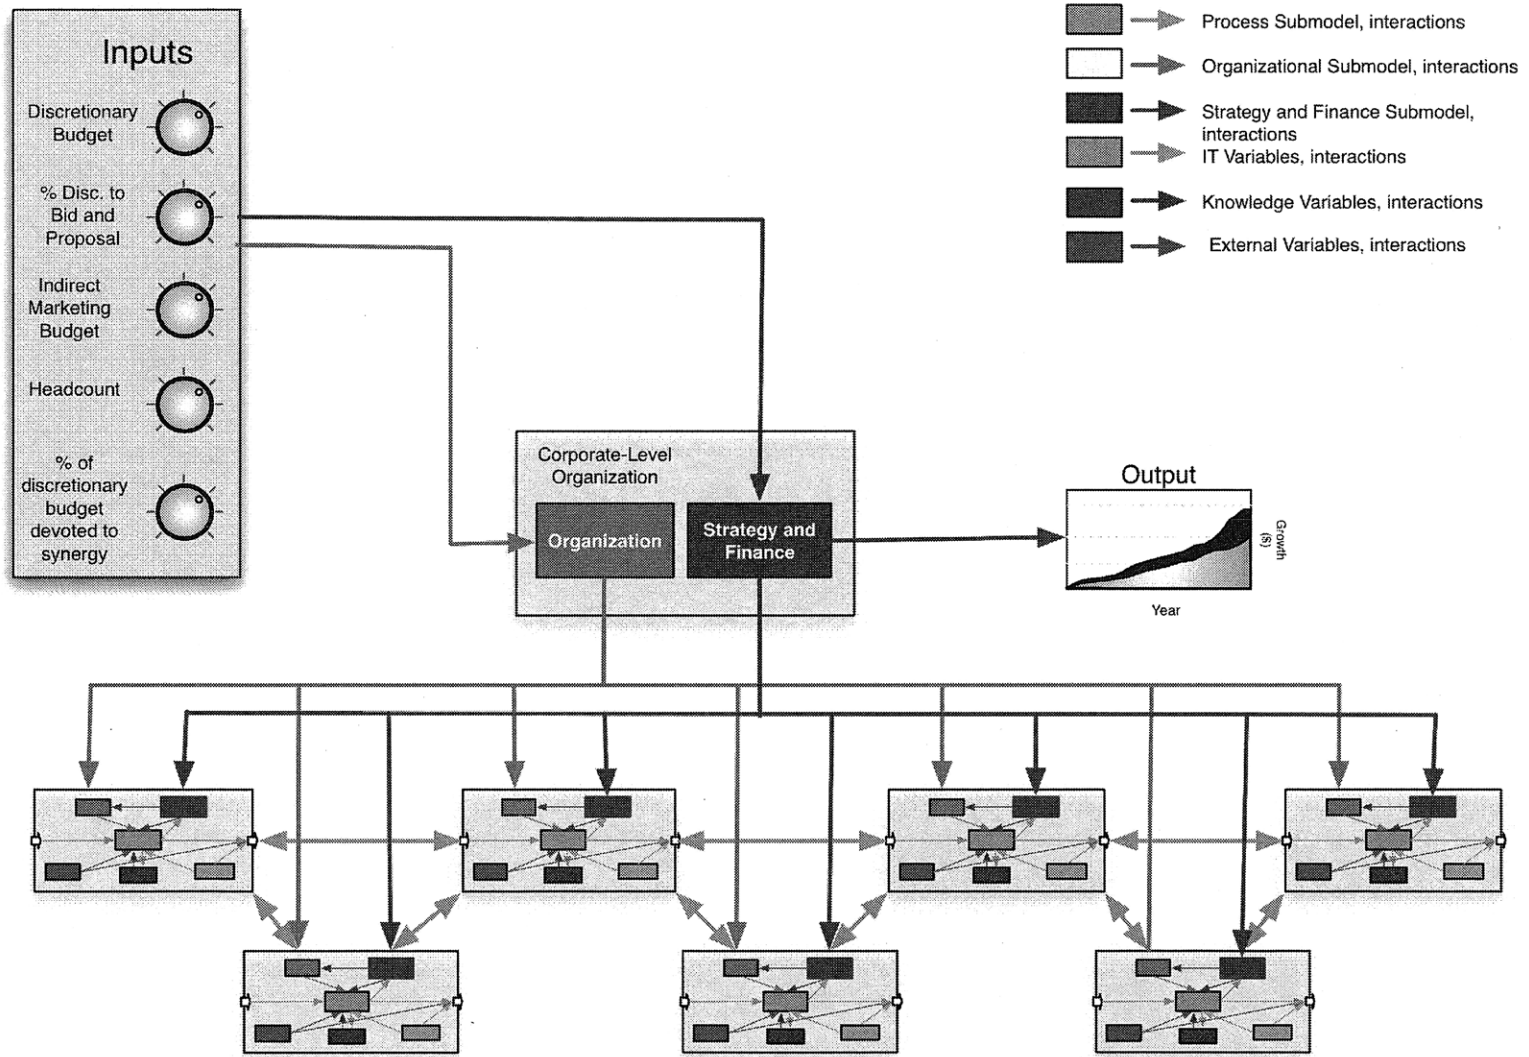 Inputs
Discretionary
Budget
% Disc. to
Bid and
Proposal
Indirect
Marketing
Budget
Headcount
% of
discretionary
budget
devoted to
synergy
Process Submodel, interactions
Organizational Submodel, interactions
Strategy and Finance Submodel,
interactions
IT Variables, interactions
Knowledge Variables, interactions
External Variables, interactions
Corporate-Level
Organization
Organization
Strategy and
Finance
Output
Growth
($)
Year